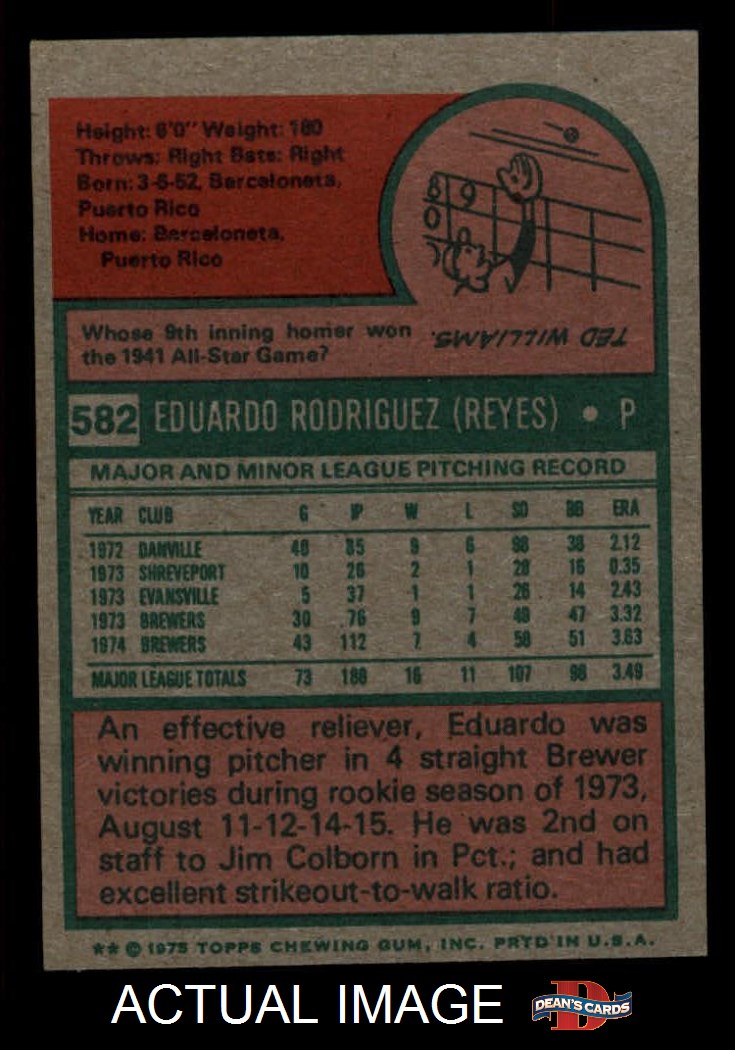 Height: 6'0" Weight: 180
Throws: Right Bats: Right
Born: 3-6-52, Barceloneta,
Puerto Rico
Home: Barceloneta,
Puerto Rico
8 9
0
Whose 9th inning homer won
the 1941 All-Star Game?
TED WILLIAMS.
582 EDUARDO RODRIGUEZ (REYES) • P
MAJOR AND MINOR LEAGUE PITCHING RECORD
YEAR CLUB G IP W L SO BB ERA
1972 DANVILLE 40 85 9 6 98 38 2.12
1973 SHREVEPORT 10 26 2 1 28 16 0.35
1973 EVANSVILLE 5 37 1 1 26 14 2.43
1973 BREWERS 30 76 9 7 49 47 3.32
1974 BREWERS 43 112 7 4 58 51 3.63
MAJOR LEAGUE TOTALS 73 188 16 11 107 98 3.49
An effective reliever, Eduardo was
winning pitcher in 4 straight Brewer
victories during rookie season of 1973,
August 11-12-14-15. He was 2nd on
staff to Jim Colborn in Pct.; and had
excellent strikeout-to-walk ratio.
** © 1975 TOPPS CHEWING GUM, INC. PRTD IN U.S.A.
ACTUAL IMAGE
D
DEAN'S CARDS